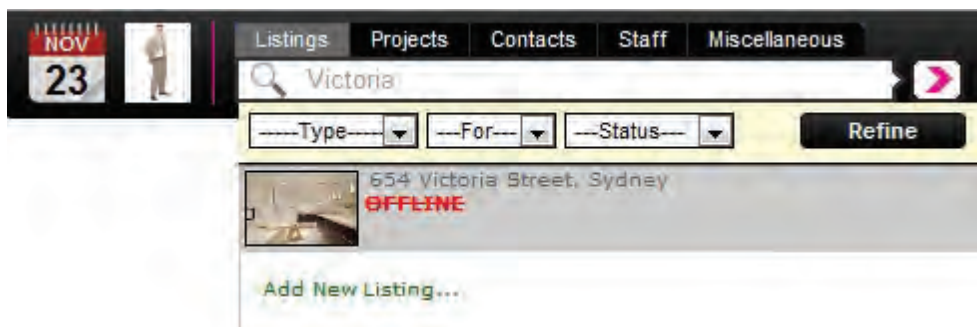 NOV
23
Listings Projects Contacts Staff Miscellaneous
Victoria
-----Type----- ---For--- ---Status--- Refine
654 Victoria Street, Sydney
OFFLINE
Add New Listing...